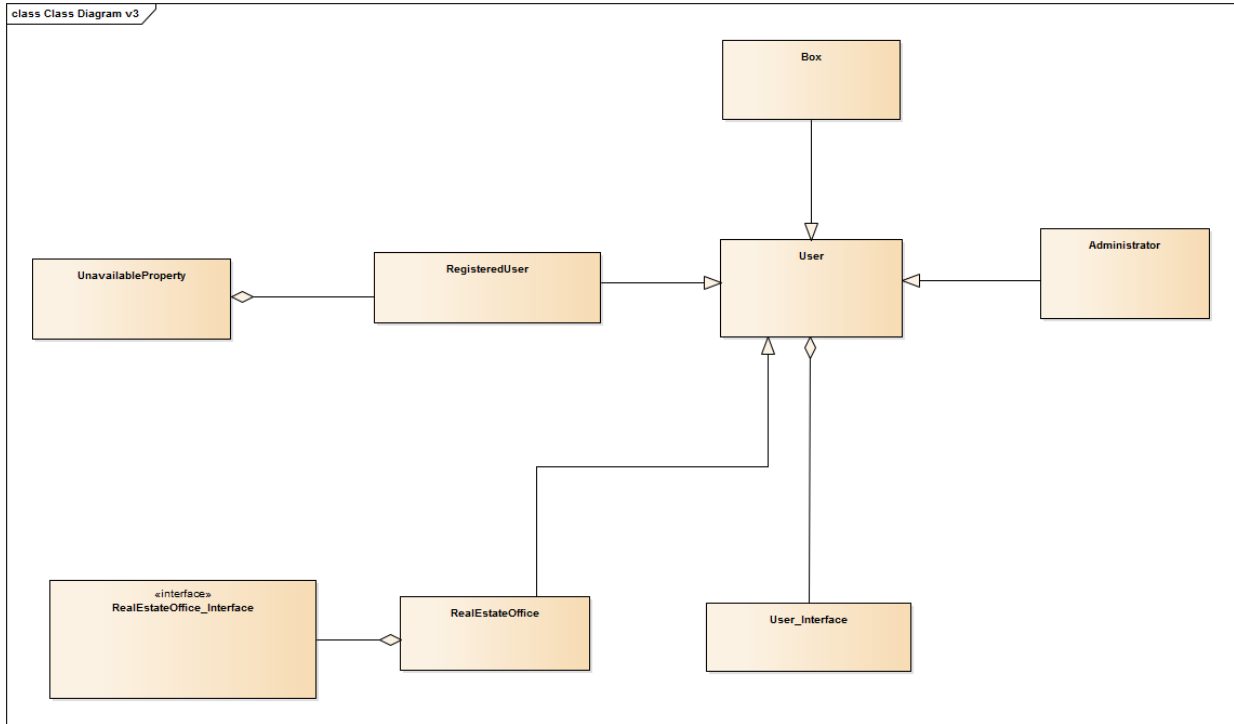 class Class Diagram v3
Box
User
Administrator
RegisteredUser
UnavailableProperty
«interface»
RealEstateOffice_Interface
RealEstateOffice
User_Interface